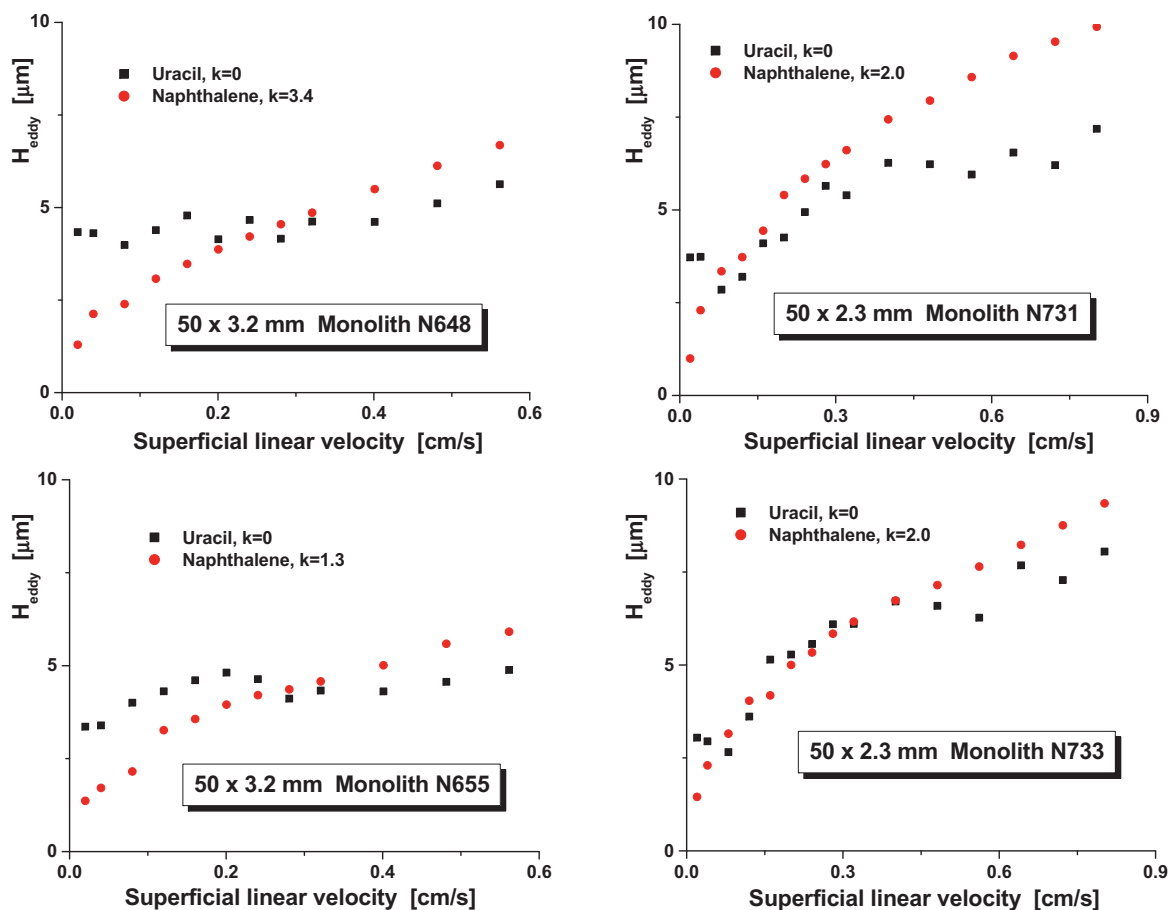 10
5
0
H_eddy [μm]
Uracil, k=0
Naphthalene, k=3.4
50 x 3.2 mm Monolith N648
0.0 0.2 0.4 0.6
Superficial linear velocity [cm/s]
10
5
0
H_eddy [μm]
Uracil, k=0
Naphthalene, k=2.0
50 x 2.3 mm Monolith N731
0.0 0.3 0.6 0.9
Superficial linear velocity [cm/s]
10
5
0
H_eddy [μm]
Uracil, k=0
Naphthalene, k=1.3
50 x 3.2 mm Monolith N655
0.0 0.2 0.4 0.6
Superficial linear velocity [cm/s]
10
5
0
H_eddy [μm]
Uracil, k=0
Naphthalene, k=2.0
50 x 2.3 mm Monolith N733
0.0 0.3 0.6 0.9
Superficial linear velocity [cm/s]